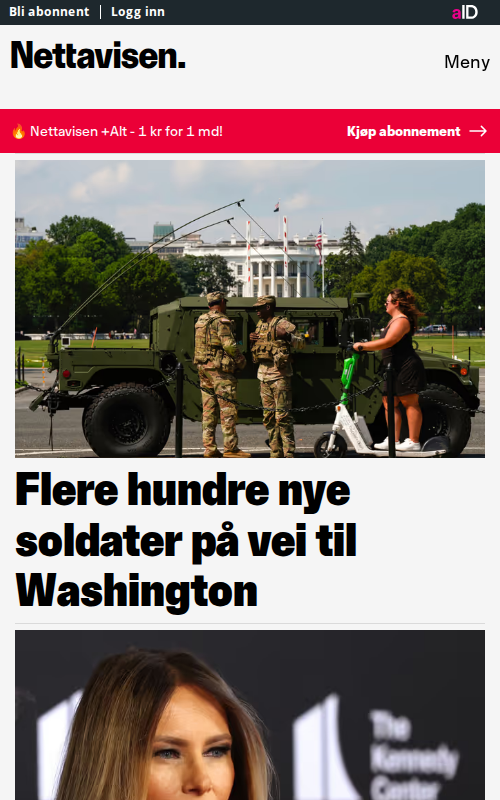 Bli abonnent | Logg inn
aID
Nettavisen.
Meny
🔥 Nettavisen +Alt - 1 kr for 1 md!
Kjøp abonnement →
Flere hundre nye
soldater på vei til
Washington
The
Kennedy
Center